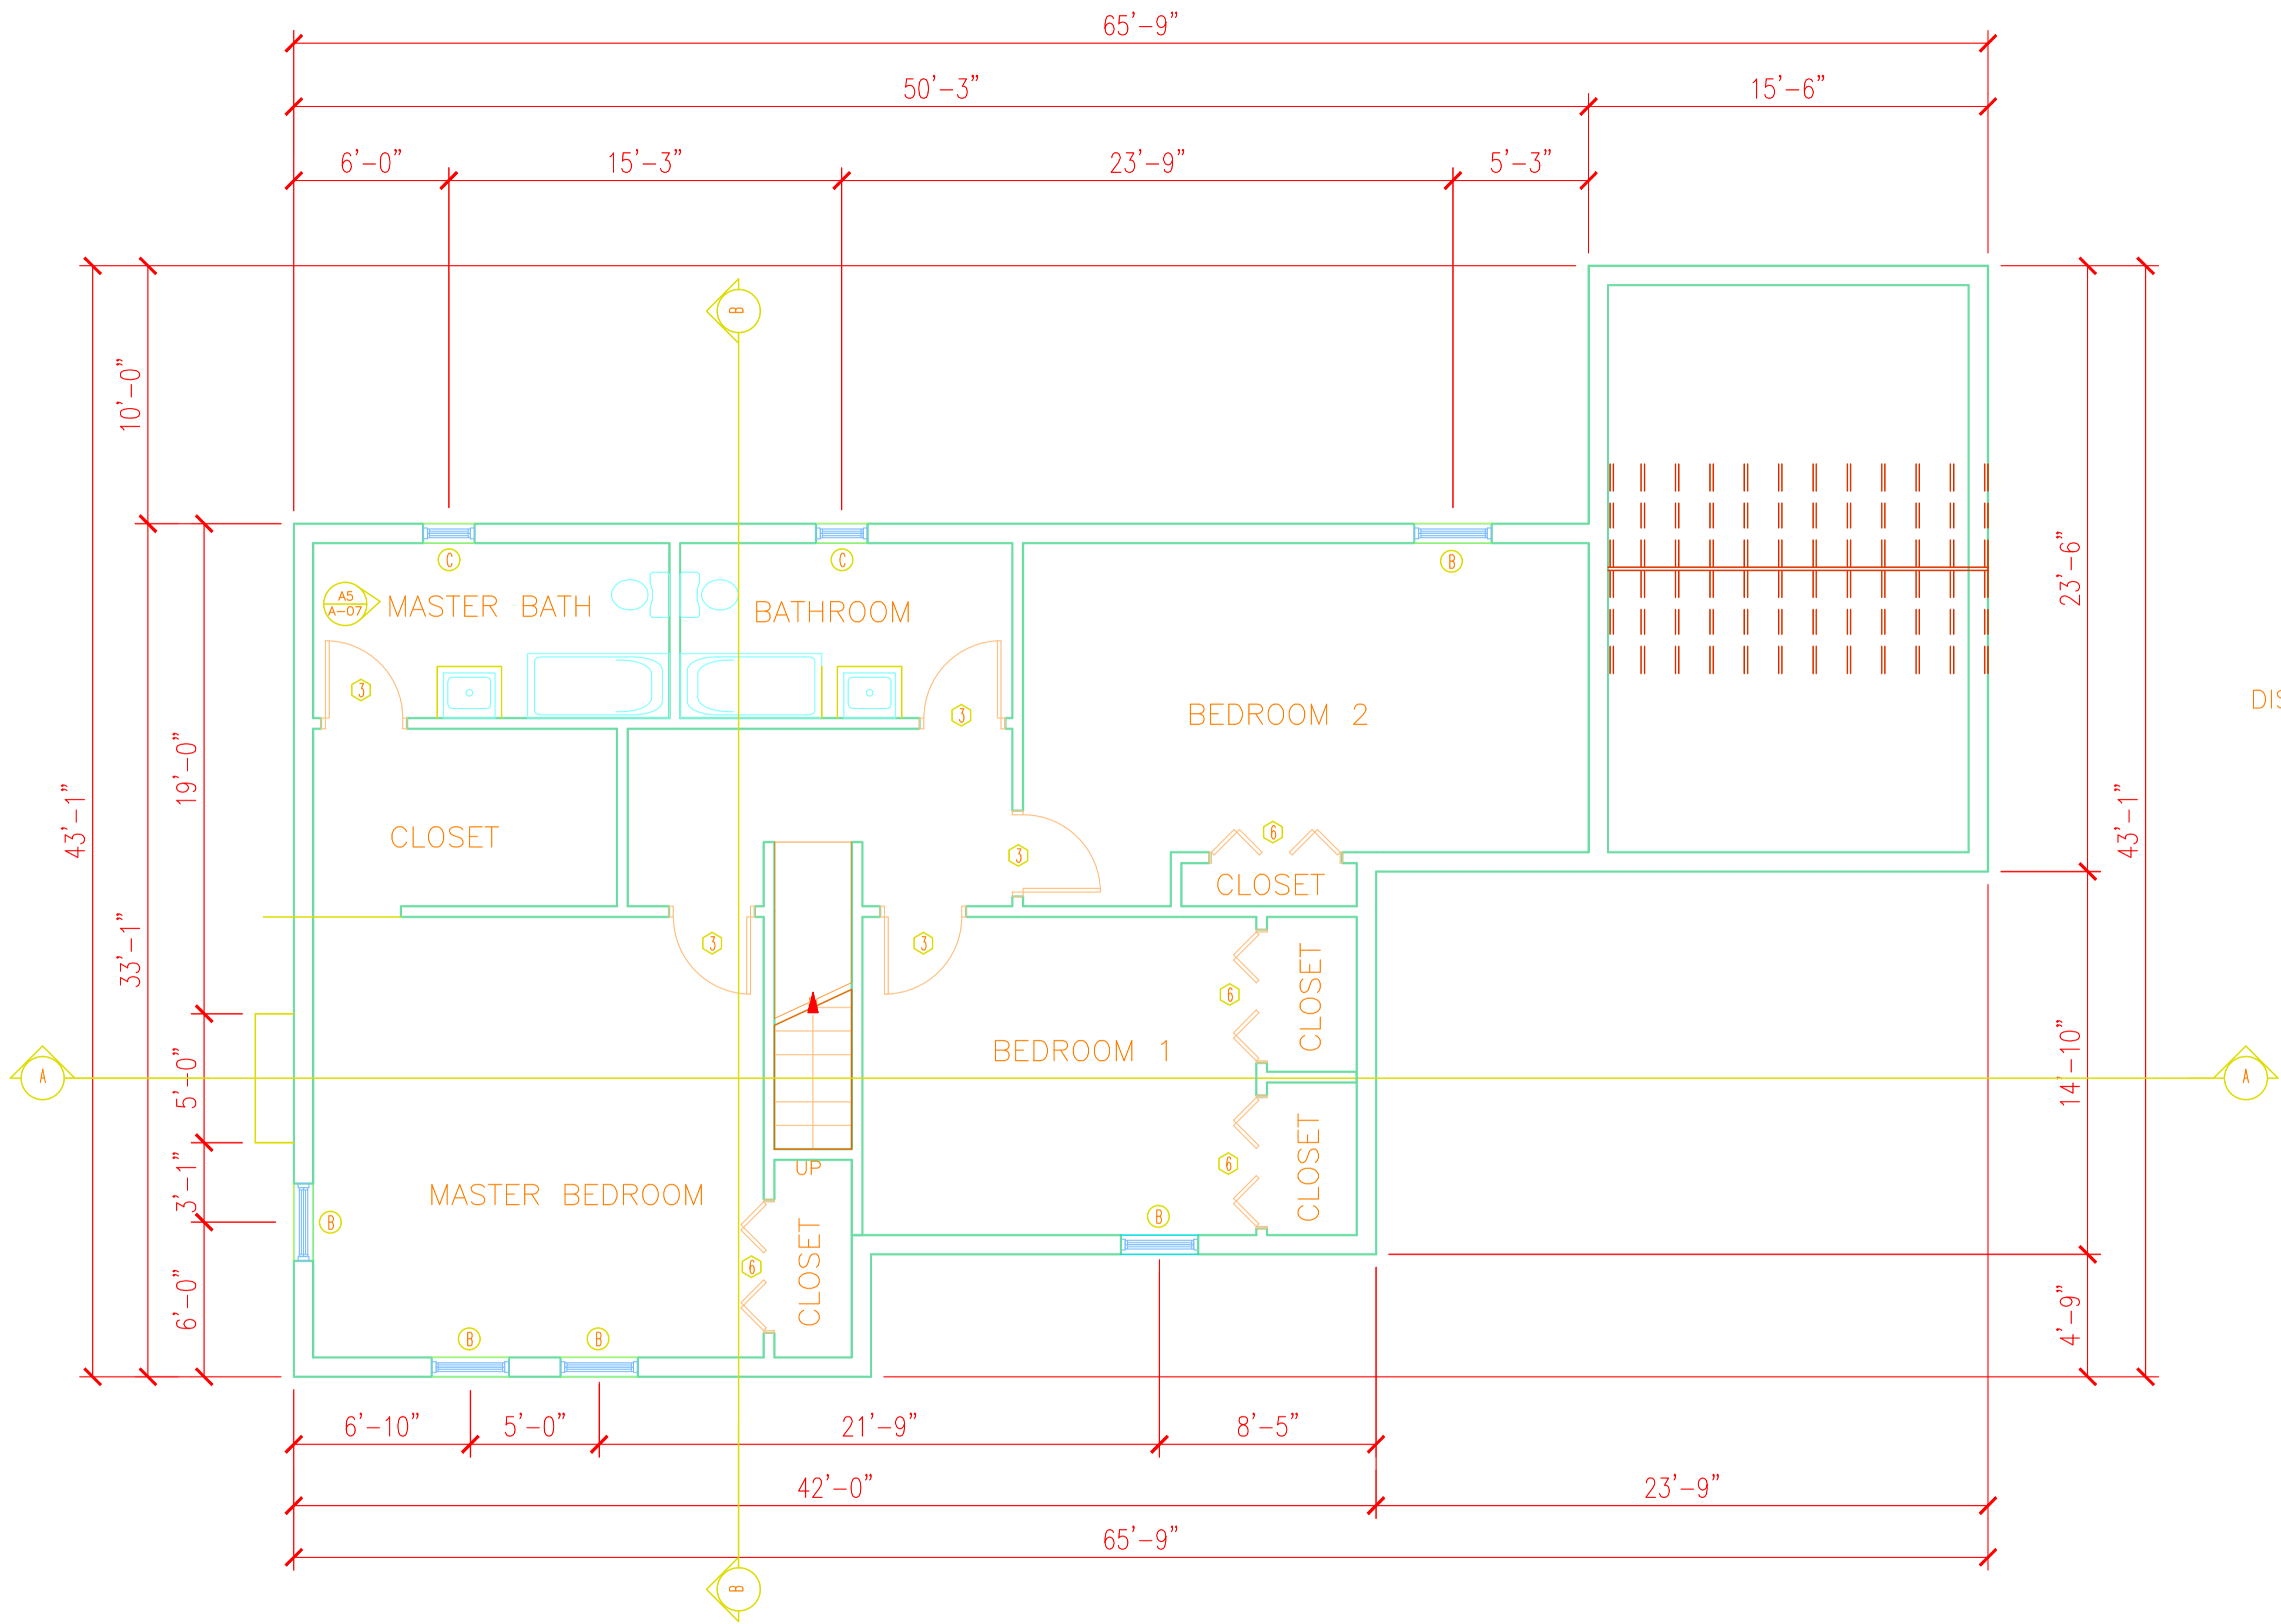 65'-9"
50'-3"
15'-6"
6'-0"
15'-3"
23'-9"
5'-3"
B
10'-0"
C
C
B
23'-6"
A5
A-07
MASTER BATH
BATHROOM
3
3
BEDROOM 2
DIS
19'-0"
43'-1"
43'-1"
CLOSET
3
6
CLOSET
33'-1"
3
3
6
CLOSET
BEDROOM 1
14'-10"
5'-0"
A
A
3'-1"
UP
6
CLOSET
MASTER BEDROOM
B
B
6
CLOSET
6'-0"
4'-9"
B
B
6'-10"
5'-0"
21'-9"
8'-5"
42'-0"
23'-9"
65'-9"
B